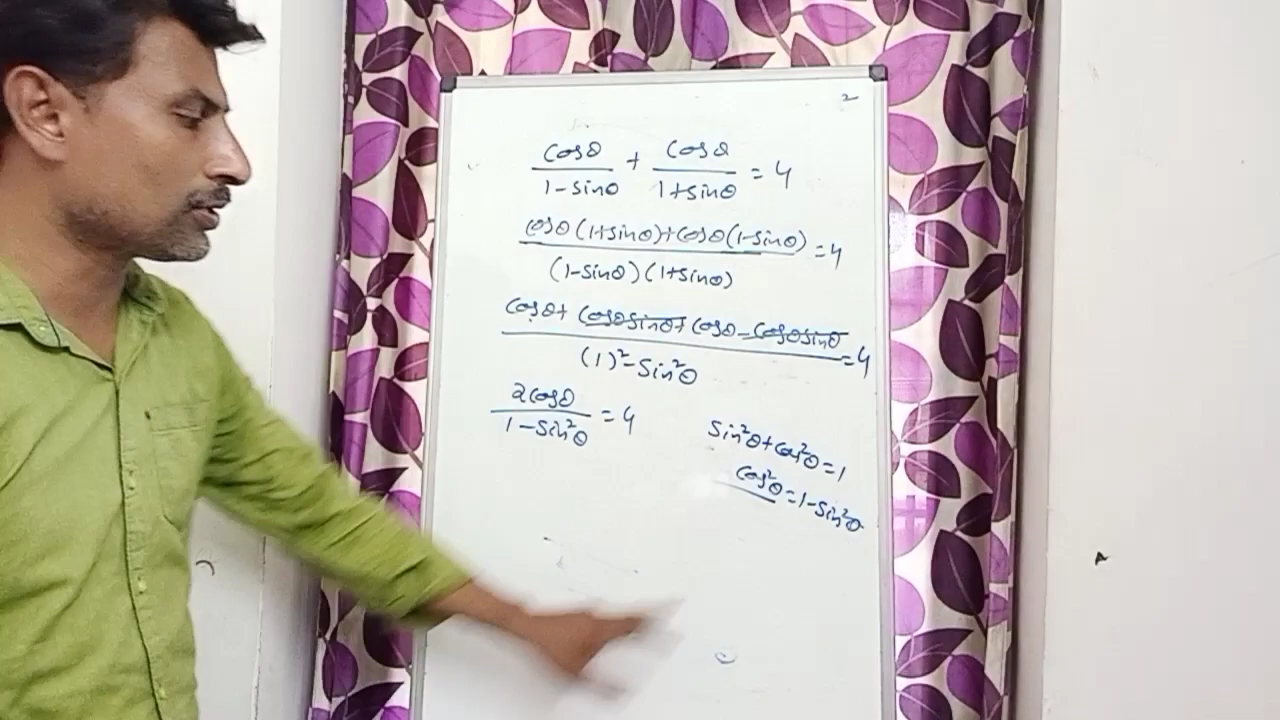 2
cosθ/1-sinθ + cosθ/1+sinθ = 4
cosθ(1+sinθ)+cosθ(1-sinθ)/(1-sinθ)(1+sinθ) = 4
cosθ+ cosθsinθ+ cosθ-cosθsinθ/(1)²-sin²θ = 4
2cosθ/1-sin²θ = 4
sin²θ+cos²θ=1
cos²θ=1-sin²θ